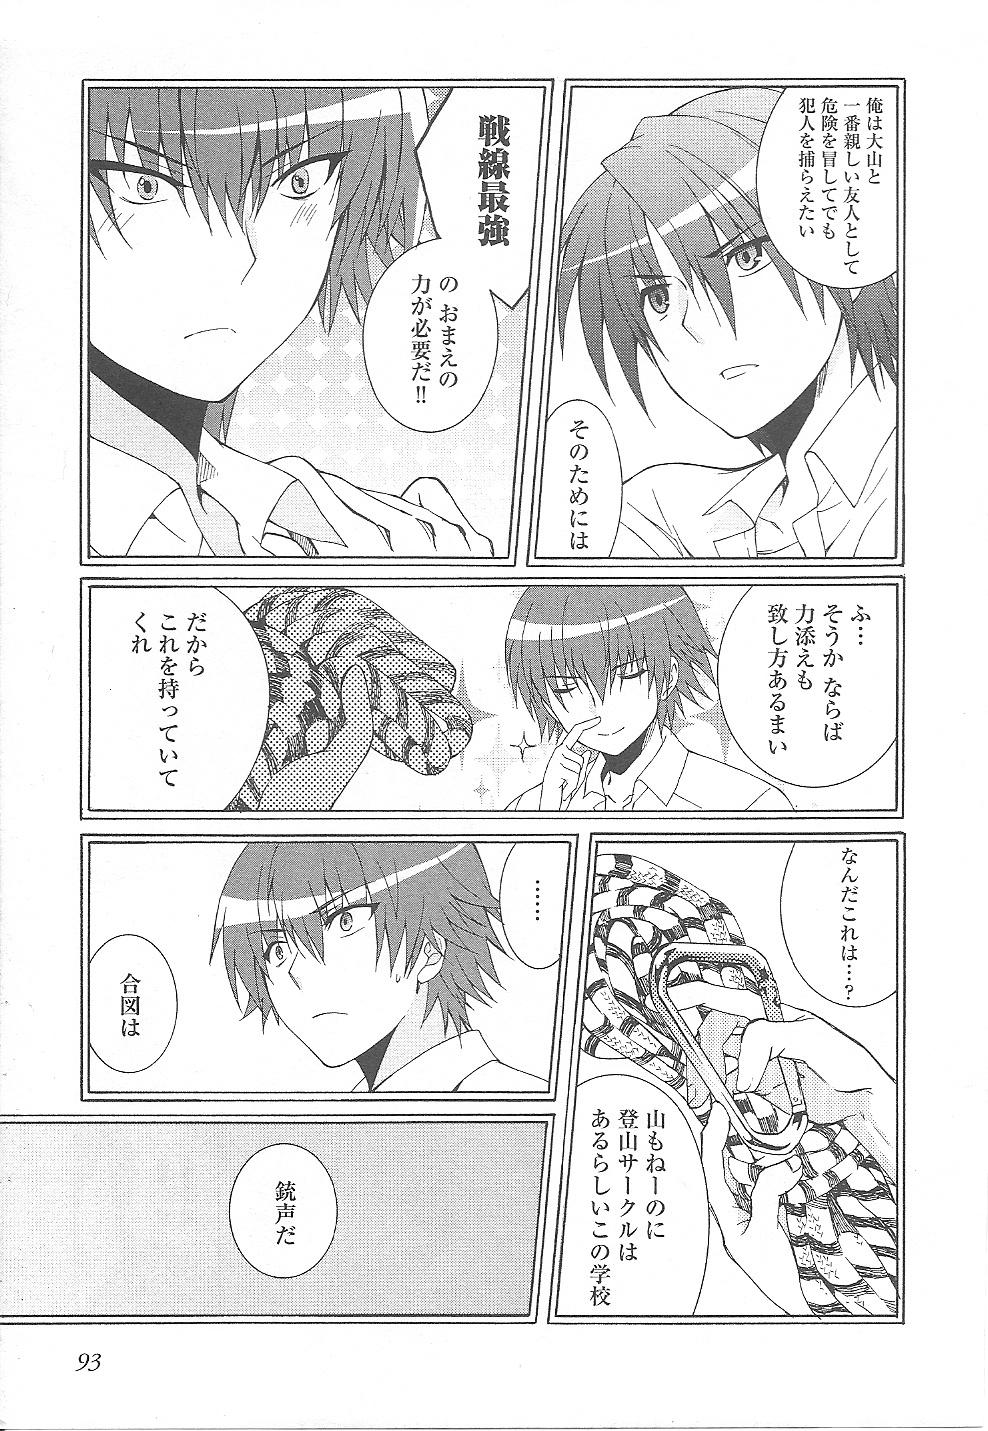 俺は大山と
一番親しい友人として
危険を冒してでも
犯人を捕らえたい
そのためには
戦線最強
の おまえの
力が必要だ!!
ふ…
そうか ならば
力添えも
致し方あるまい
だから
これを持っていて
くれ
なんだこれは…?
山もねーのに
登山サークルは
あるらしいこの学校
……
合図は
銃声だ
93